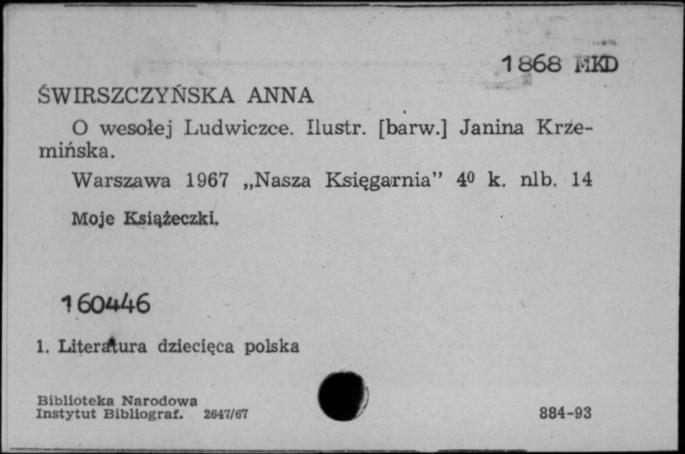 1868 MKD
ŚWIRSZCZYŃSKA ANNA
O wesołej Ludwiczce. Ilustr. [barw.] Janina Krze-
mińska.
Warszawa 1967 „Nasza Księgarnia” 4⁰ k. nlb. 14
Moje Książeczki.
160446
1. Literatura dziecięca polska
Biblioteka Narodowa
Instytut Bibliograf. 2647/67
884-93